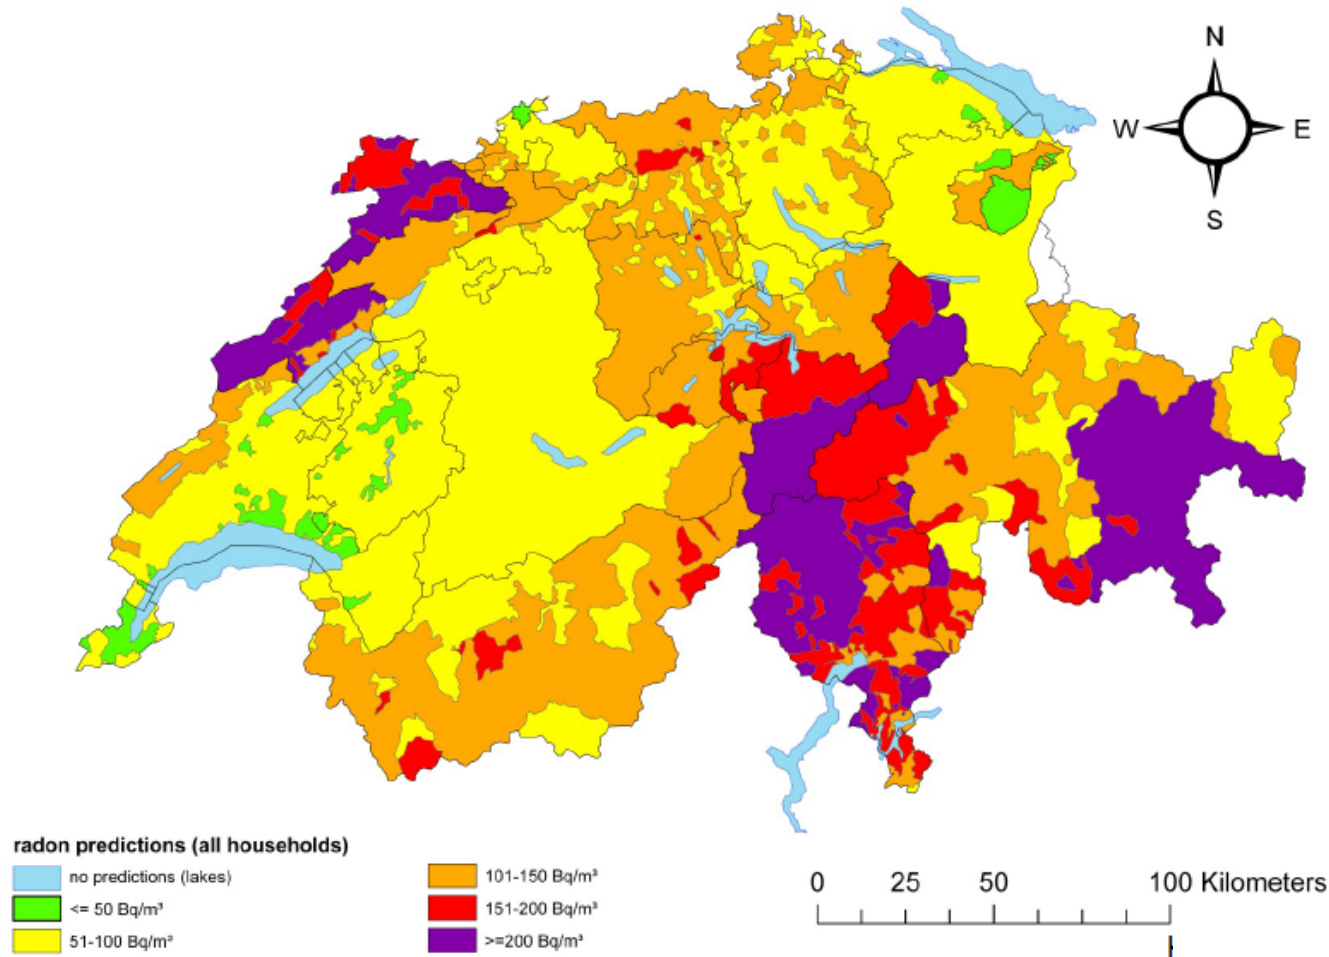 N
W E
S
radon predictions (all households)
no predictions (lakes)
<= 50 Bq/m³
51-100 Bq/m³
101-150 Bq/m³
151-200 Bq/m³
>=200 Bq/m³
0 25 50 100 Kilometers